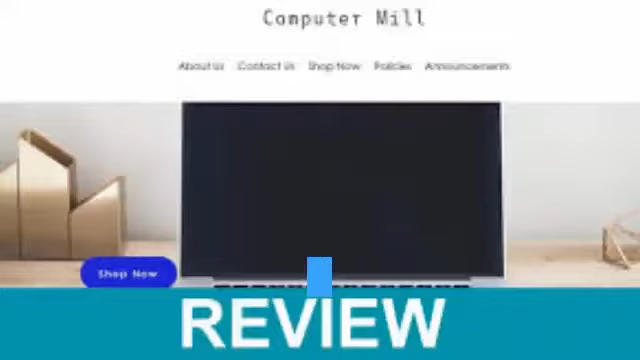 Computer Mill
About Us Contact Us Shop Now Policies Announcements
Shop Now
REVIEW